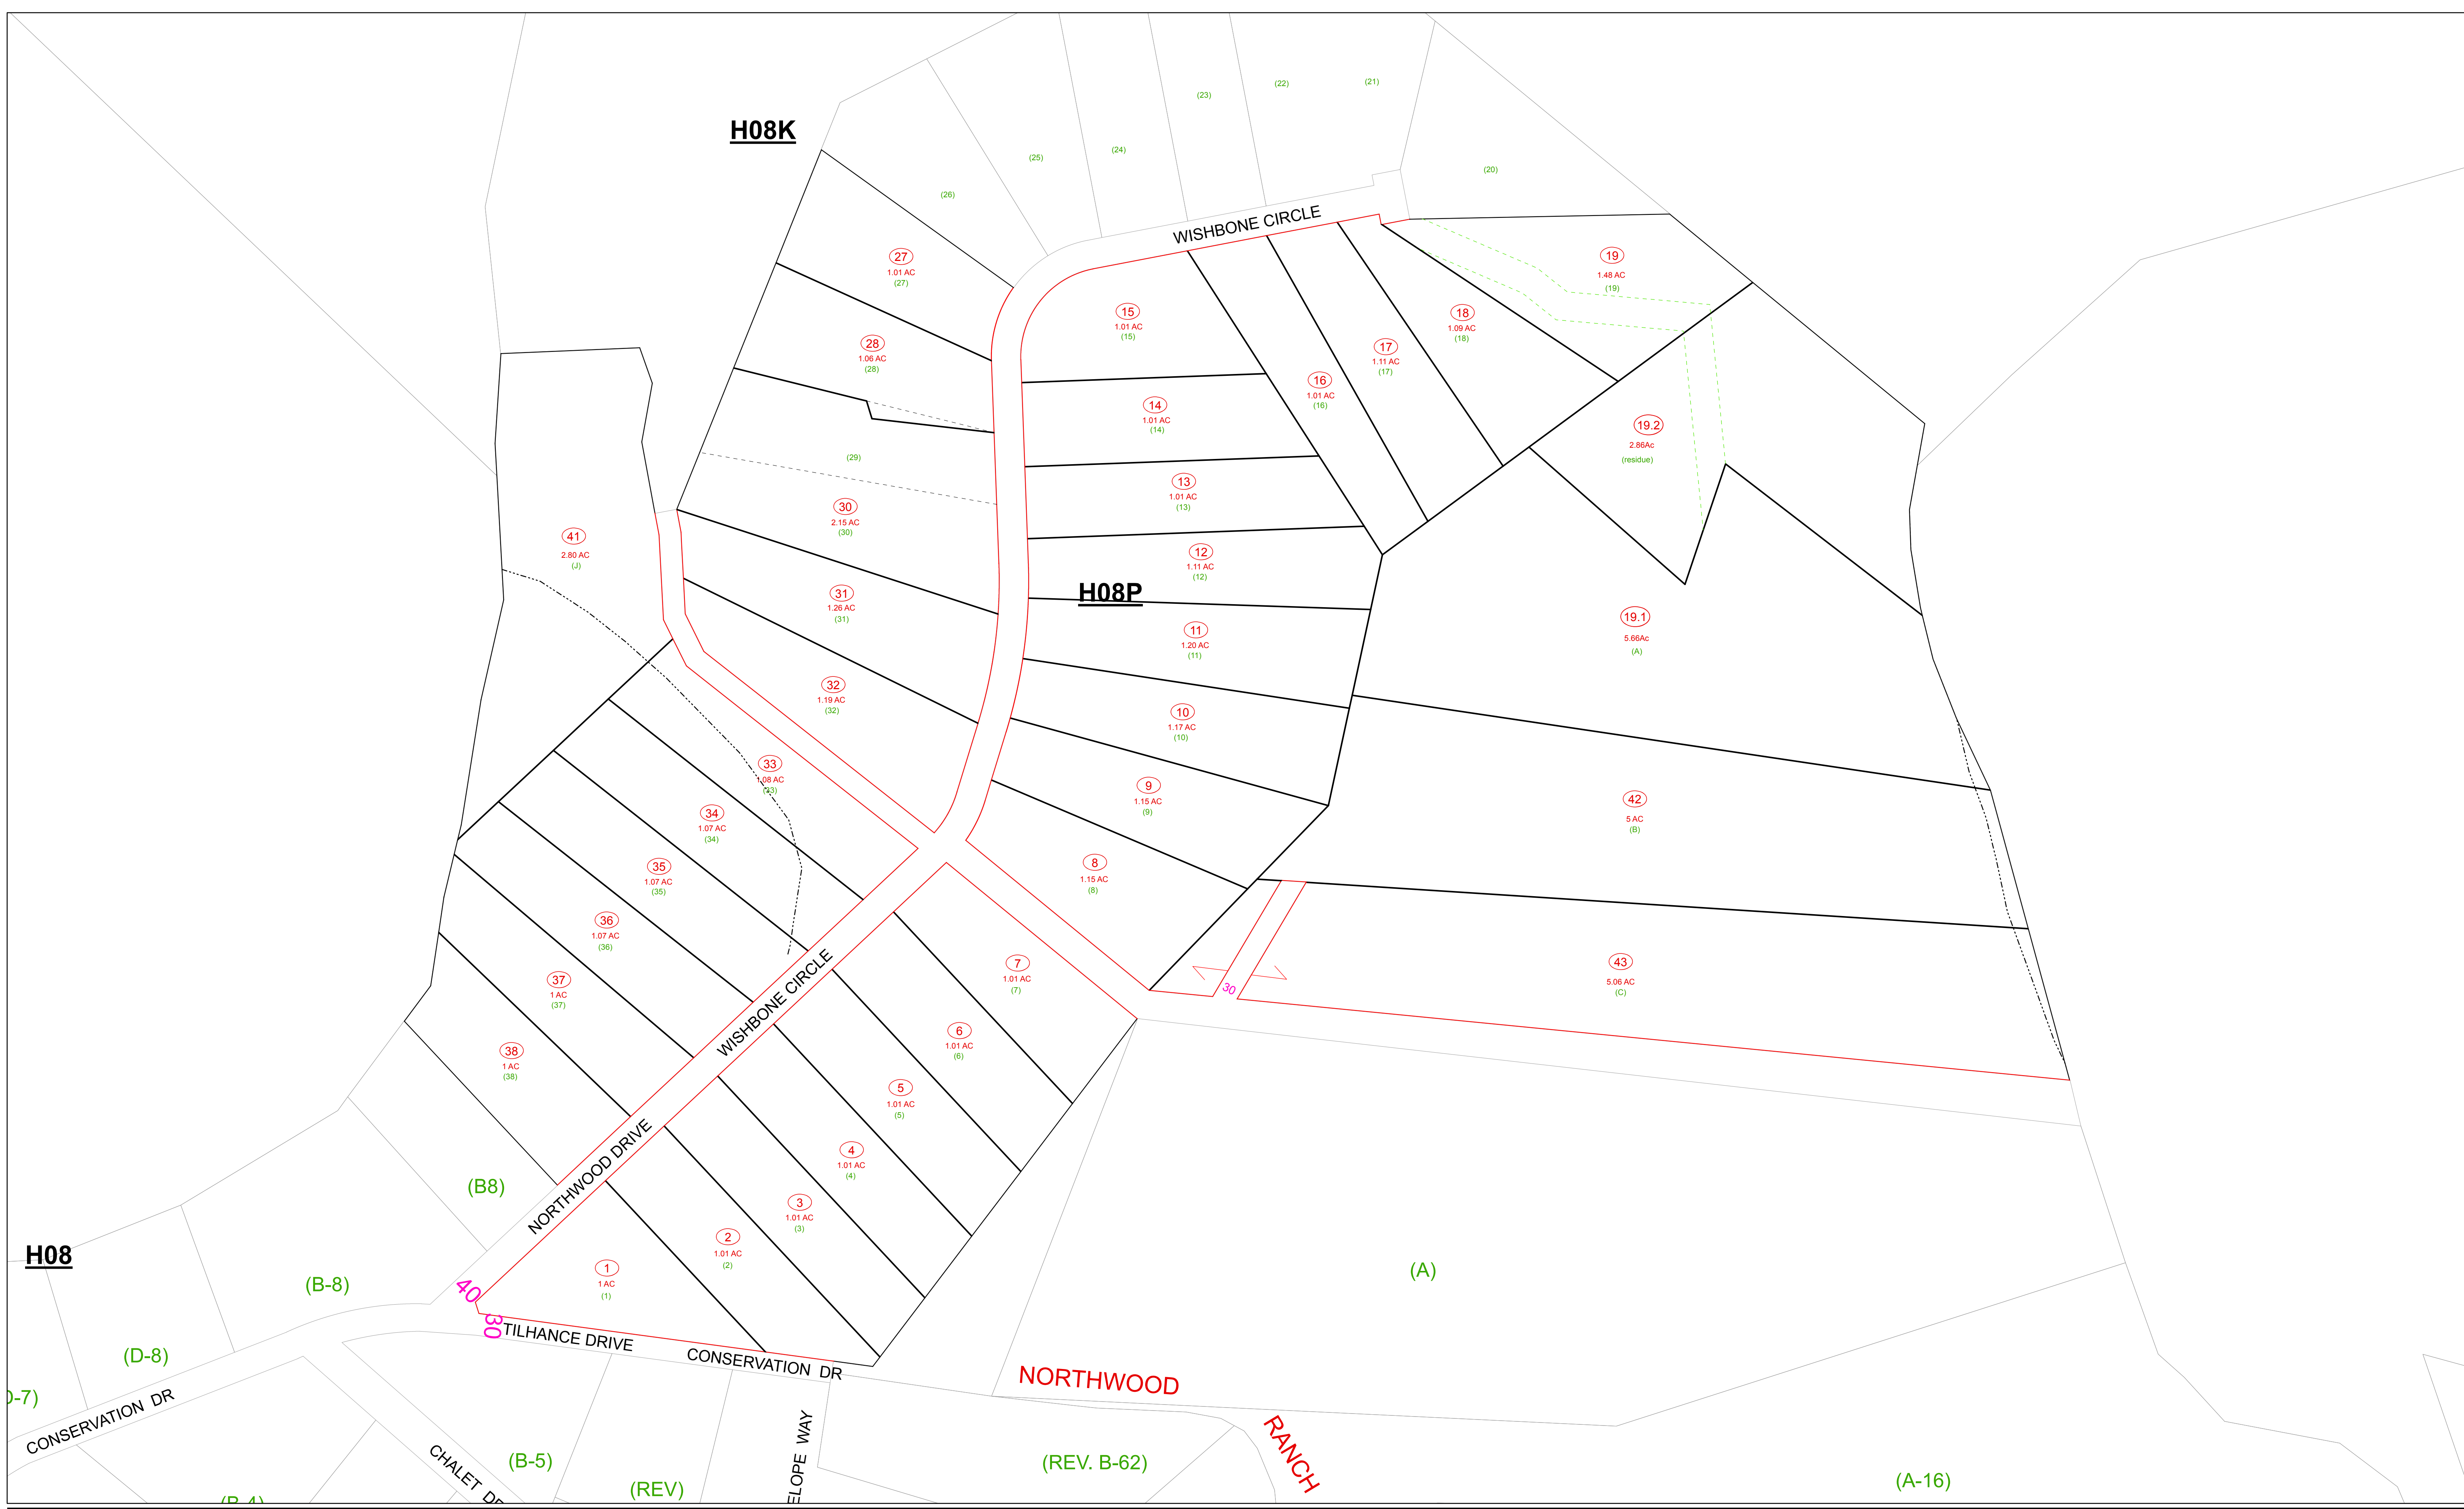 (21)
(22)
(23)
H08K
(24)
(25)
(20)
(26)
WISHBONE CIRCLE
27
1.01 AC
(27)
19
1.48 AC
(19)
15
1.01 AC
(15)
18
1.09 AC
(18)
28
1.06 AC
(28)
17
1.11 AC
(17)
16
1.01 AC
(16)
14
1.01 AC
(14)
19.2
2.86Ac
(residue)
(29)
13
1.01 AC
(13)
30
2.15 AC
(30)
41
2.80 AC
(J)
12
1.11 AC
(12)
H08P
31
1.26 AC
(31)
19.1
5.66Ac
(A)
11
1.20 AC
(11)
32
1.19 AC
(32)
10
1.17 AC
(10)
33
1.08 AC
(33)
9
1.15 AC
(9)
42
5 AC
(B)
34
1.07 AC
(34)
8
1.15 AC
(8)
35
1.07 AC
(35)
36
1.07 AC
(36)
7
1.01 AC
(7)
43
5.06 AC
(C)
37
1 AC
(37)
30
WISHBONE CIRCLE
6
1.01 AC
(6)
38
1 AC
(38)
5
1.01 AC
(5)
4
1.01 AC
(4)
NORTHWOOD DRIVE
(B8)
3
1.01 AC
(3)
2
1.01 AC
(2)
H08
1
1 AC
(1)
(A)
(B-8)
40
30
TILHANCE DRIVE
CONSERVATION DR
(D-8)
NORTHWOOD
RANCH
D-7)
CONSERVATION DR
CHALET
(B-5)
(REV)
ELOPE WAY
(REV. B-62)
(A-16)